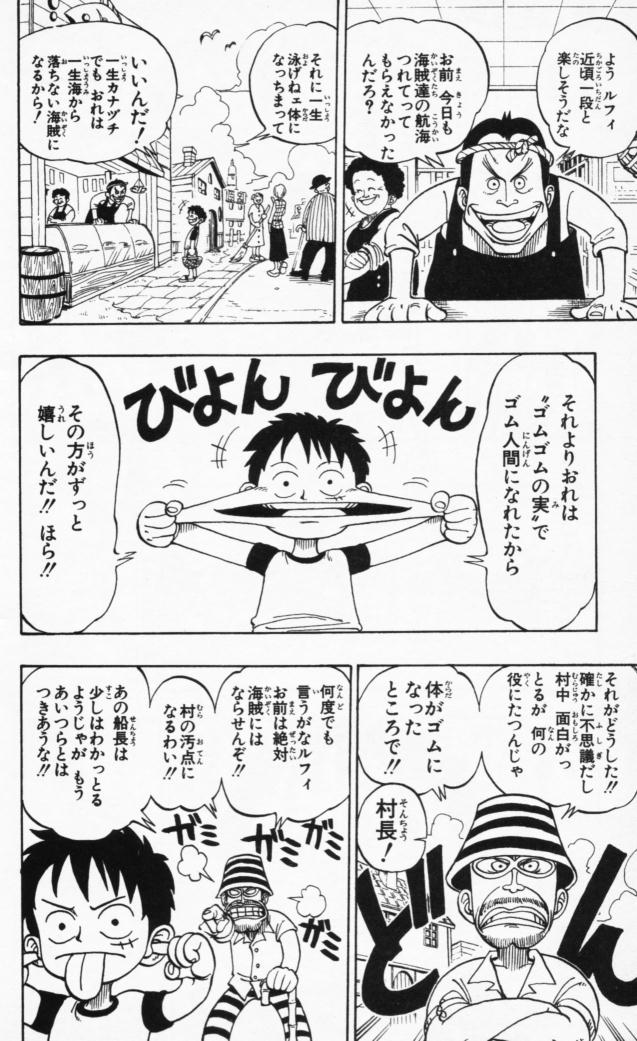 よう ルフィ
近頃一段と
楽しそうだな
お前 今日も
海賊達の航海
つれてって
もらえなかった
んだろ?
それに一生
泳げねェ体に
なっちまって
いいんだ!
一生カナヅチ
でも おれは
一生海から
落ちない海賊に
なるから!
それよりおれは
〝ゴムゴムの実〟で
ゴム人間になれたから
びよん びよん
その方がずっと
嬉しいんだ!! ほら!!
それがどうした!!
確かに不思議だし
村中 面白がっ
とるが 何の
役にたつんじゃ
体がゴムに
なった
ところで!!
村長!
どん
何度でも
言うがなルフィ
お前は絶対
海賊には
ならせんぞ!!
村の汚点に
なるわい!!
あの船長は
少しはわかっとる
ようじゃが もう
あいつらとは
つきあうな!!
ガミ
ガミ
ガミ
ガミ